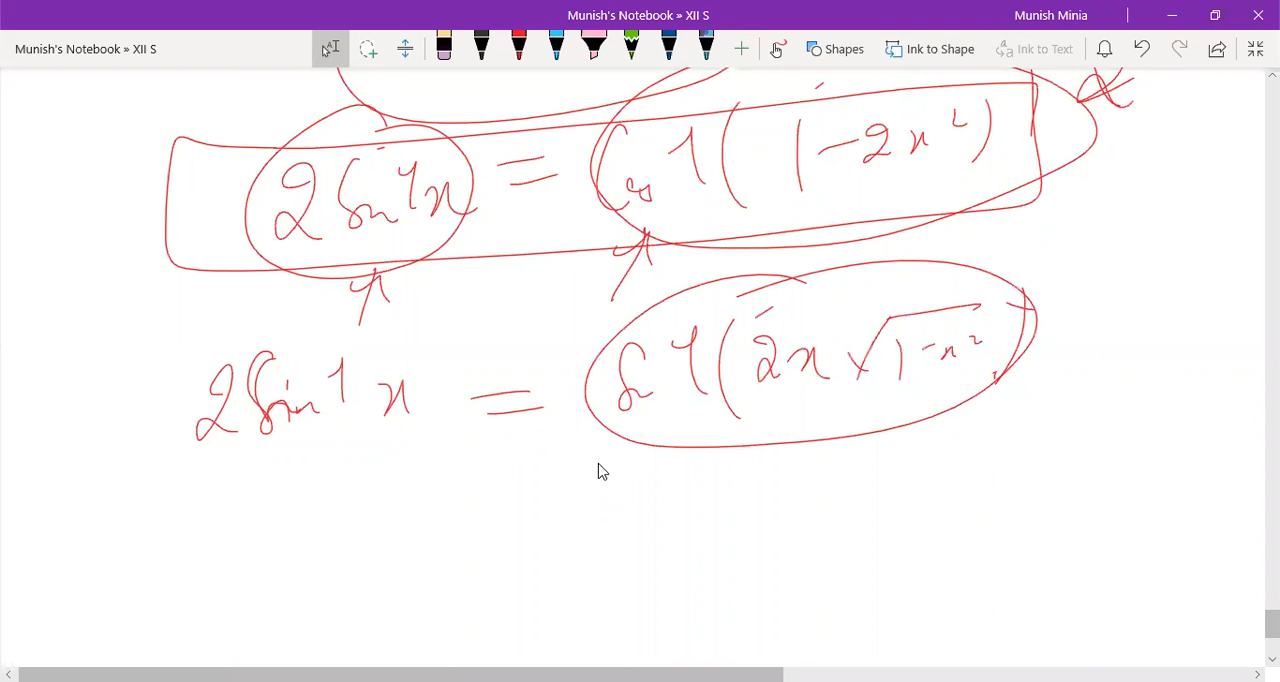 Munish's Notebook » XII S
Munish Minia
Munish's Notebook » XII S
Shapes
Ink to Shape
Ink to Text
2 Sin⁻¹x = Cos⁻¹(1-2x²)
2 Sin⁻¹ x = Sin⁻¹(2x√1-x²)